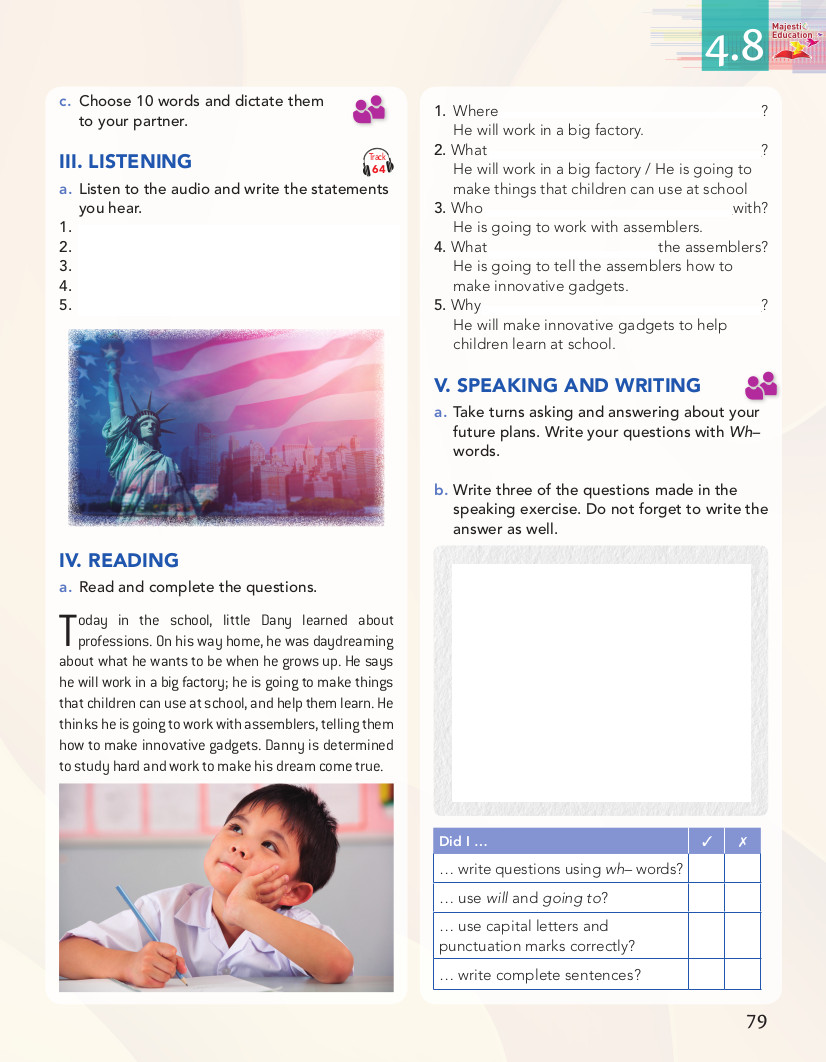 4.8
Majesti
Education
c. Choose 10 words and dictate them
to your partner.
III. LISTENING
Track
64
a. Listen to the audio and write the statements
you hear.
1.
2.
3.
4.
5.
IV. READING
a. Read and complete the questions.
Today in the school, little Dany learned about
professions. On his way home, he was daydreaming
about what he wants to be when he grows up. He says
he will work in a big factory; he is going to make things
that children can use at school, and help them learn. He
thinks he is going to work with assemblers, telling them
how to make innovative gadgets. Danny is determined
to study hard and work to make his dream come true.
1. Where ?
He will work in a big factory.
2. What ?
He will work in a big factory / He is going to
make things that children can use at school
3. Who with?
He is going to work with assemblers.
4. What the assemblers?
He is going to tell the assemblers how to
make innovative gadgets.
5. Why ?
He will make innovative gadgets to help
children learn at school.
V. SPEAKING AND WRITING
a. Take turns asking and answering about your
future plans. Write your questions with Wh–
words.
b. Write three of the questions made in the
speaking exercise. Do not forget to write the
answer as well.
Did I ... ✓ ✗
... write questions using wh– words?
... use will and going to?
... use capital letters and
punctuation marks correctly?
... write complete sentences?
79